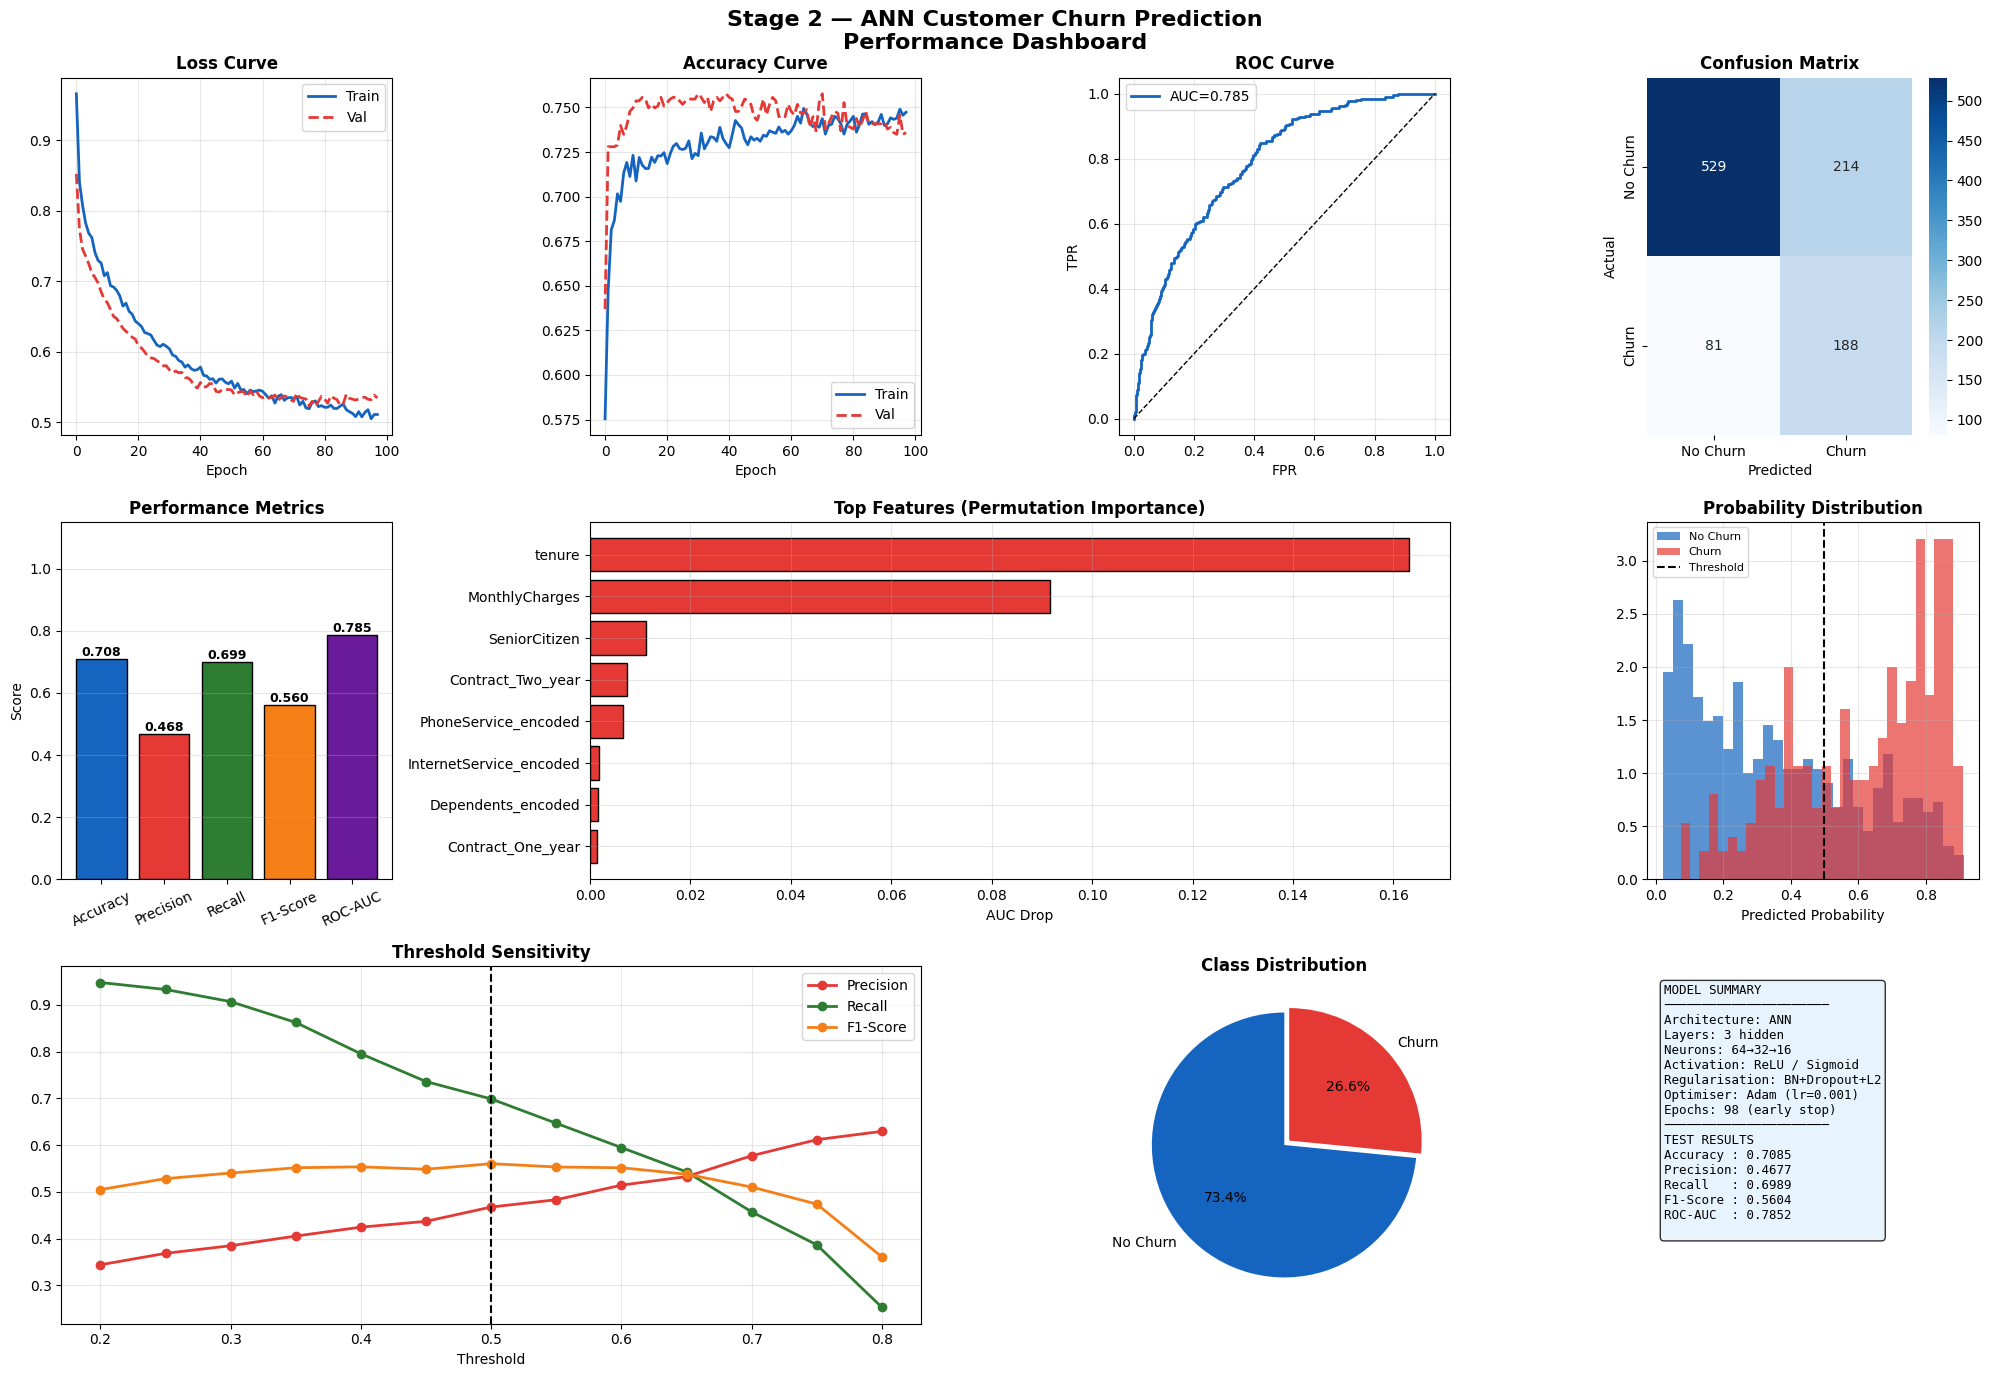 Stage 2 — ANN Customer Churn Prediction
Performance Dashboard
Loss Curve
Train
Val
0.9
0.8
0.7
0.6
0.5
0 20 40 60 80 100
Epoch
Accuracy Curve
0.750
0.725
0.700
0.675
0.650
0.625
0.600
0.575
Train
Val
0 20 40 60 80 100
Epoch
ROC Curve
AUC=0.785
TPR
1.0
0.8
0.6
0.4
0.2
0.0
0.0 0.2 0.4 0.6 0.8 1.0
FPR
Confusion Matrix
Actual
No Churn
Churn
529 214
81 188
No Churn Churn
Predicted
500
450
400
350
300
250
200
150
100
Performance Metrics
Score
1.0
0.8
0.6
0.4
0.2
0.0
0.708
0.468
0.699
0.560
0.785
Accuracy Precision Recall F1-Score ROC-AUC
Top Features (Permutation Importance)
tenure
MonthlyCharges
SeniorCitizen
Contract_Two_year
PhoneService_encoded
InternetService_encoded
Dependents_encoded
Contract_One_year
0.00 0.02 0.04 0.06 0.08 0.10 0.12 0.14 0.16
AUC Drop
Probability Distribution
No Churn
Churn
Threshold
3.0
2.5
2.0
1.5
1.0
0.5
0.0
0.0 0.2 0.4 0.6 0.8
Predicted Probability
Threshold Sensitivity
Precision
Recall
F1-Score
0.9
0.8
0.7
0.6
0.5
0.4
0.3
0.2 0.3 0.4 0.5 0.6 0.7 0.8
Threshold
Class Distribution
Churn
26.6%
73.4%
No Churn
MODEL SUMMARY
Architecture: ANN
Layers: 3 hidden
Neurons: 64→32→16
Activation: ReLU / Sigmoid
Regularisation: BN+Dropout+L2
Optimiser: Adam (lr=0.001)
Epochs: 98 (early stop)
TEST RESULTS
Accuracy : 0.7085
Precision: 0.4677
Recall   : 0.6989
F1-Score : 0.5604
ROC-AUC  : 0.7852